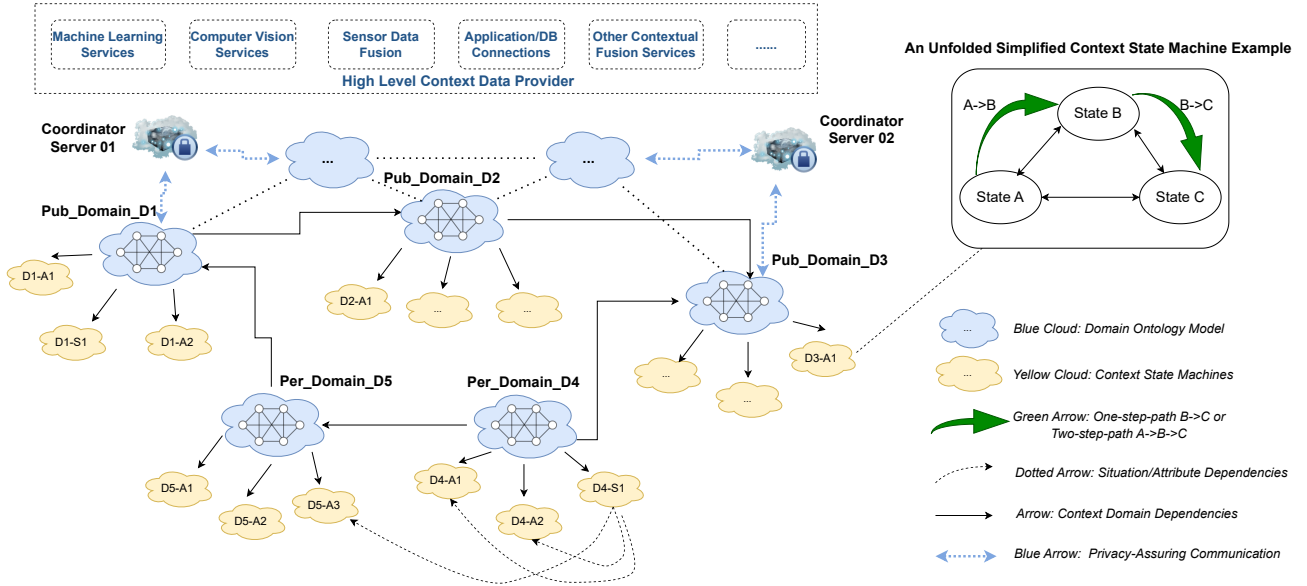 Machine Learning
Services
Computer Vision
Services
Sensor Data
Fusion
Application/DB
Connections
Other Contextual
Fusion Services
......
High Level Context Data Provider
An Unfolded Simplified Context State Machine Example
A->B
State B
B->C
State A
State C
Coordinator
Server 01
...
...
Coordinator
Server 02
Pub_Domain_D1
Pub_Domain_D2
Pub_Domain_D3
D1-A1
D1-S1
D1-A2
D2-A1
...
...
...
...
D3-A1
Per_Domain_D5
Per_Domain_D4
D5-A1
D5-A2
D5-A3
D4-A1
D4-A2
D4-S1
...
Blue Cloud: Domain Ontology Model
...
Yellow Cloud: Context State Machines
Green Arrow: One-step-path B->C or
Two-step-path A->B->C
Dotted Arrow: Situation/Attribute Dependencies
Arrow: Context Domain Dependencies
Blue Arrow: Privacy-Assuring Communication